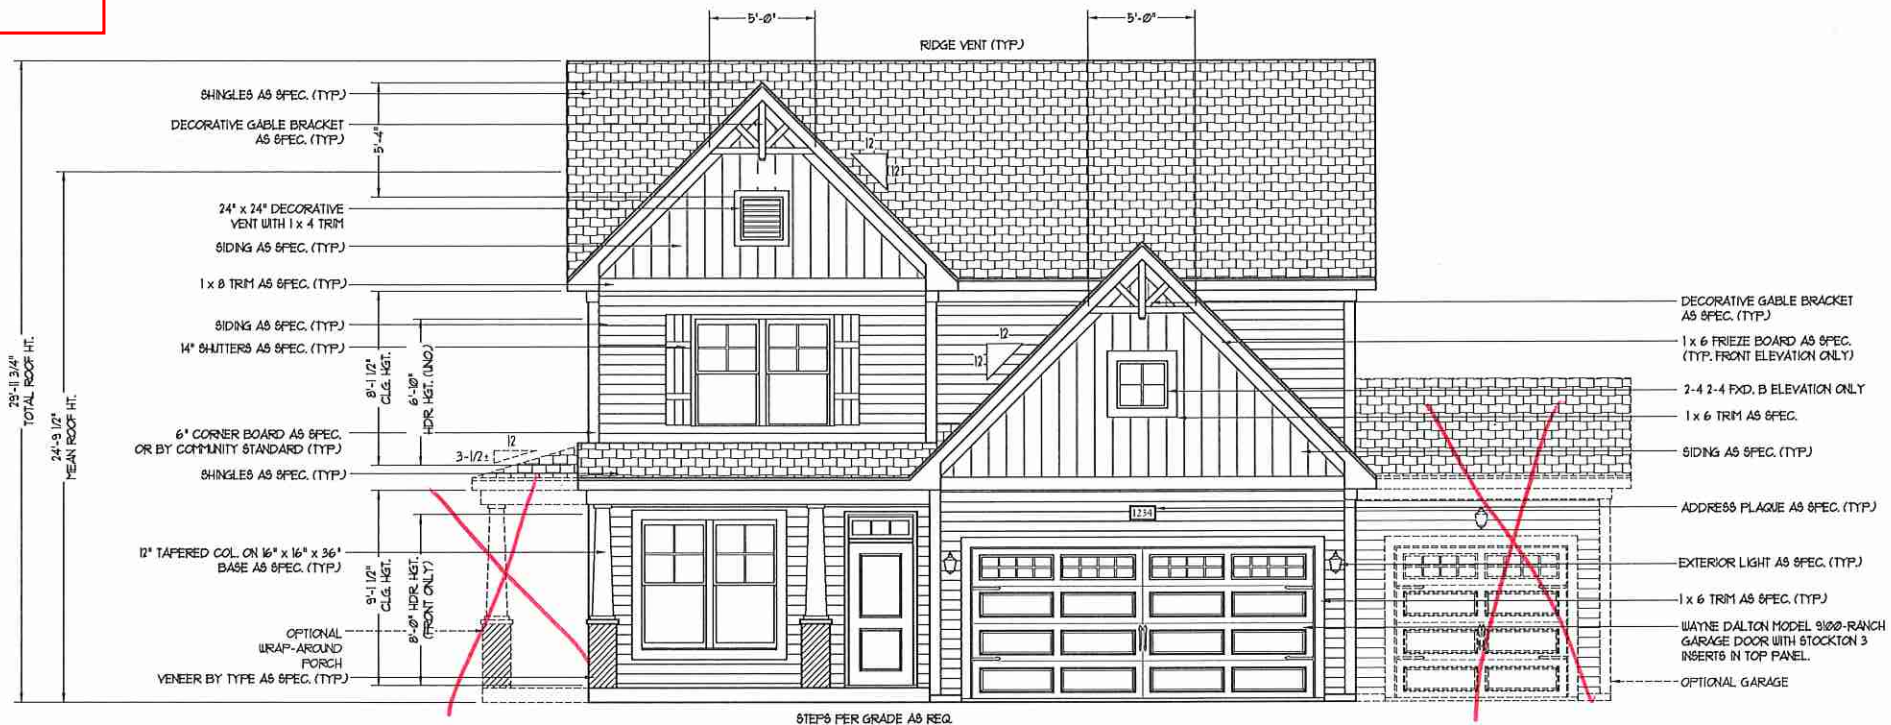 5'-0"
5'-0"
RIDGE VENT (TYP.)
SHINGLES AS SPEC. (TYP.)
DECORATIVE GABLE BRACKET
AS SPEC. (TYP.)
5'-4"
12
12
24" x 24" DECORATIVE
VENT WITH 1 x 4 TRIM
SIDING AS SPEC. (TYP.)
1 x 8 TRIM AS SPEC. (TYP.)
SIDING AS SPEC. (TYP.)
14" SHUTTERS AS SPEC. (TYP.)
8'-1 1/2"
CLG. HGT.
6'-10"
HDR. HGT. (UNO.)
29'-11 3/4"
TOTAL ROOF HT.
24'-9 1/2"
MEAN ROOF HT.
6" CORNER BOARD AS SPEC.
OR BY COMMUNITY STANDARD (TYP.)
12
3-1/2±
SHINGLES AS SPEC. (TYP.)
12" TAPERED COL. ON 16" x 16" x 36"
BASE AS SPEC. (TYP.)
9'-1 1/2"
CLG. HGT.
8'-0" HDR. HGT.
(FRONT ONLY)
OPTIONAL
WRAP-AROUND
PORCH
VENEER BY TYPE AS SPEC. (TYP.)
12
12
1234
DECORATIVE GABLE BRACKET
AS SPEC. (TYP.)
1 x 6 FRIEZE BOARD AS SPEC.
(TYP. FRONT ELEVATION ONLY)
2-4 2-4 FXD. B ELEVATION ONLY
1 x 6 TRIM AS SPEC.
SIDING AS SPEC. (TYP.)
ADDRESS PLAQUE AS SPEC. (TYP.)
EXTERIOR LIGHT AS SPEC. (TYP.)
1 x 6 TRIM AS SPEC. (TYP.)
WAYNE DALTON MODEL 9100-RANCH
GARAGE DOOR WITH STOCKTON 3
INSERTS IN TOP PANEL.
OPTIONAL GARAGE
STEPS PER GRADE AS REQ.